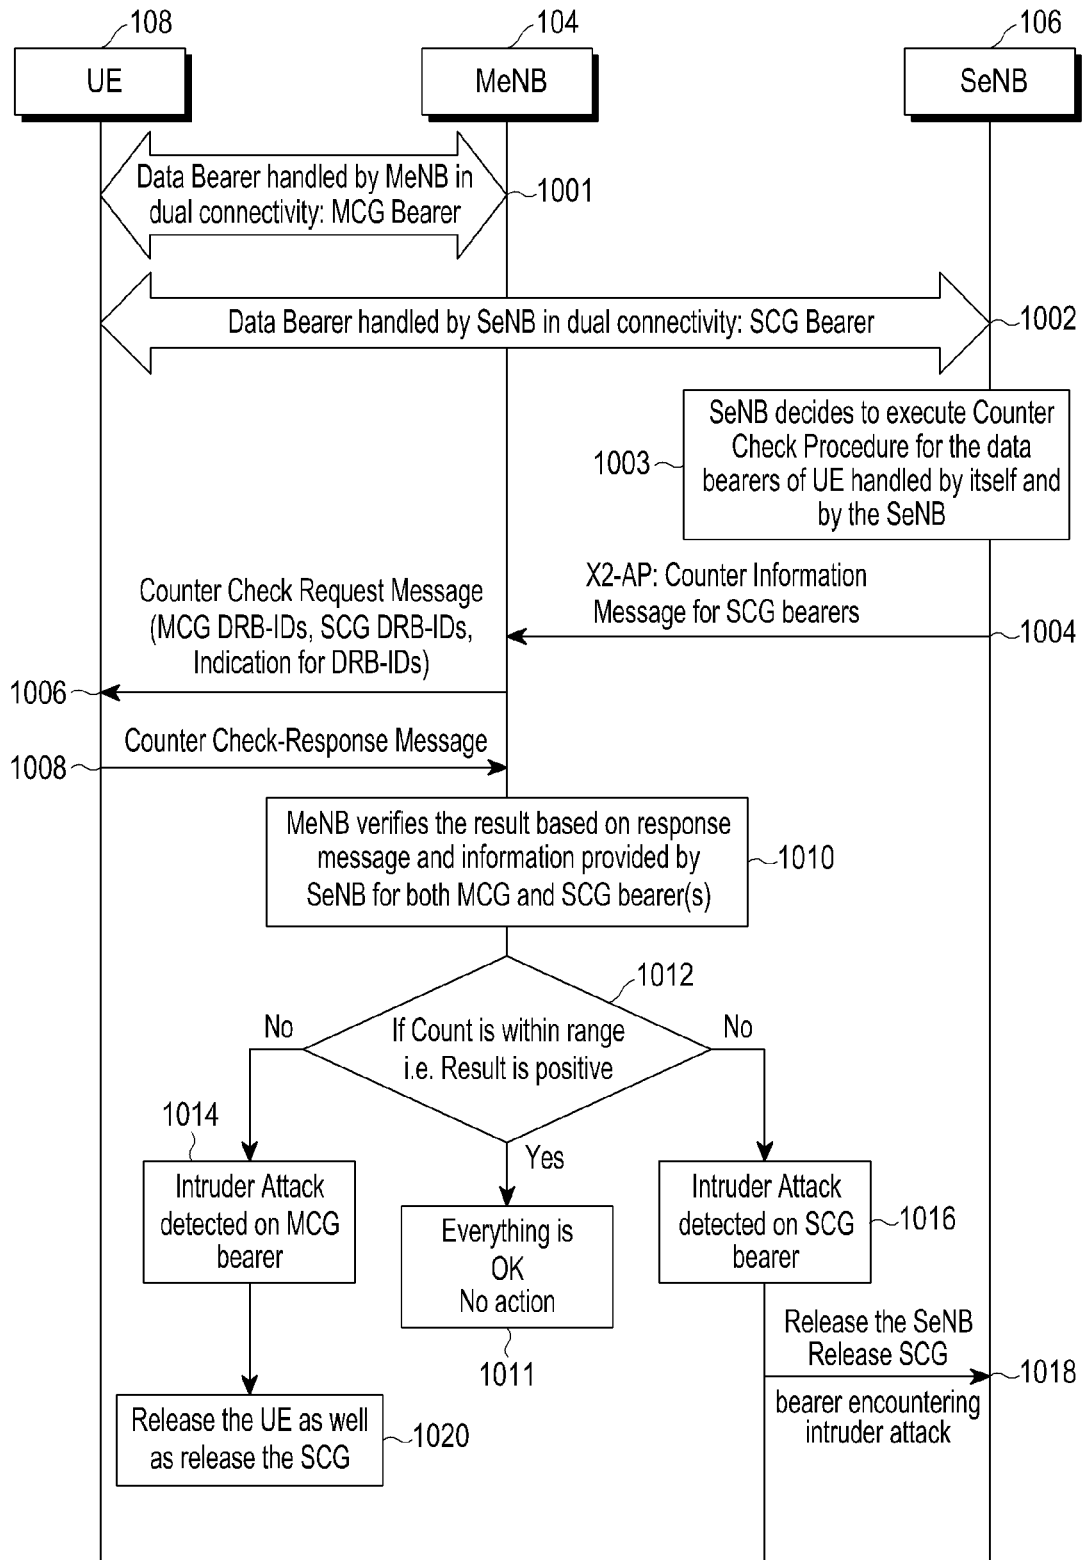 108
104
106
UE
MeNB
SeNB
Data Bearer handled by MeNB in
dual connectivity: MCG Bearer
1001
Data Bearer handled by SeNB in dual connectivity: SCG Bearer
1002
SeNB decides to execute Counter
Check Procedure for the data
bearers of UE handled by itself and
by the SeNB
1003
X2-AP: Counter Information
Message for SCG bearers
1004
Counter Check Request Message
(MCG DRB-IDs, SCG DRB-IDs,
Indication for DRB-IDs)
1006
Counter Check-Response Message
1008
MeNB verifies the result based on response
message and information provided by
SeNB for both MCG and SCG bearer(s)
1010
1012
If Count is within range
i.e. Result is positive
No
No
Yes
1014
Intruder Attack
detected on MCG
bearer
Everything is
OK
No action
1011
Intruder Attack
detected on SCG
bearer
1016
Release the SeNB
Release SCG
1018
bearer encountering
intruder attack
Release the UE as well
as release the SCG
1020